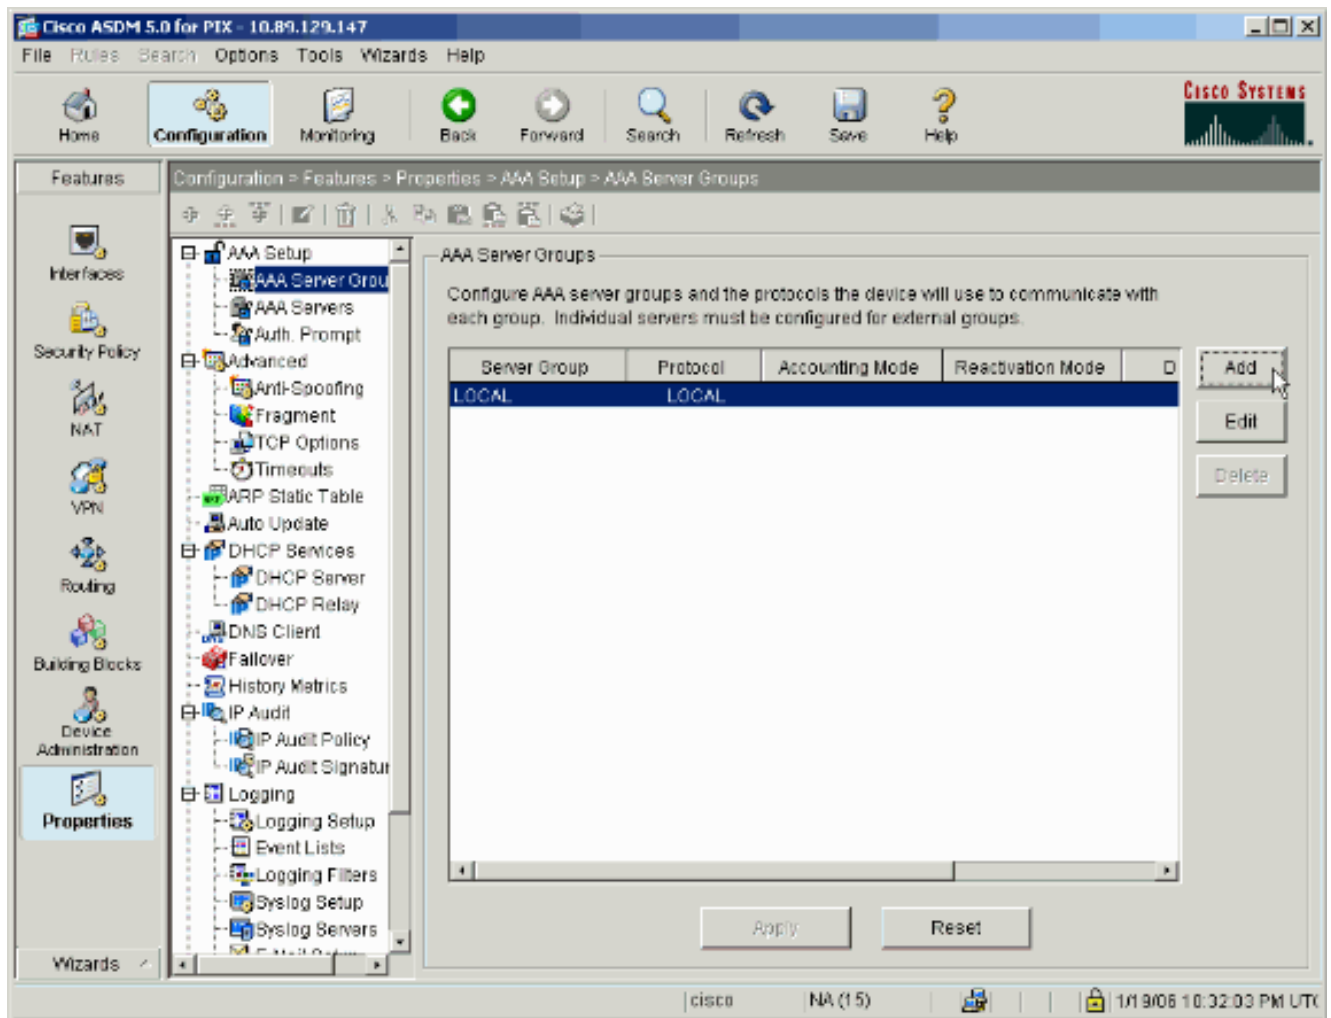 Cisco ASDM 5.0 for PIX - 10.89.129.147
File Rules Search Options Tools Wizards Help
Home Configuration Monitoring Back Forward Search Refresh Save Help
CISCO SYSTEMS
Features
Configuration > Features > Properties > AAA Setup > AAA Server Groups
Interfaces
Security Policy
NAT
VPN
Routing
Building Blocks
Device
Administration
Properties
Wizards
AAA Setup
AAA Server Grou
AAA Servers
Auth. Prompt
Advanced
Anti-Spoofing
Fragment
TCP Options
Timeouts
ARP Static Table
Auto Update
DHCP Services
DHCP Server
DHCP Relay
DNS Client
Failover
History Metrics
IP Audit
IP Audit Policy
IP Audit Signatur
Logging
Logging Setup
Event Lists
Logging Filters
Syslog Setup
Syslog Servers
AAA Server Groups
Configure AAA server groups and the protocols the device will use to communicate with
each group. Individual servers must be configured for external groups.
Server Group Protocol Accounting Mode Reactivation Mode D
LOCAL LOCAL
Add
Edit
Delete
Apply Reset
cisco NA (15) 1/19/06 10:32:03 PM UTC